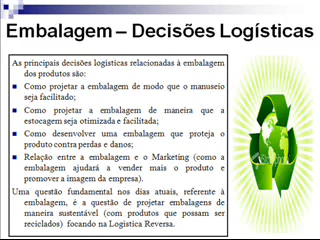 Embalagem – Decisões Logísticas
As principais decisões logísticas relacionadas à embalagem
dos produtos são:
Como projetar a embalagem de modo que o manuseio
seja facilitado;
Como projetar a embalagem de maneira que a
estocagem seja otimizada e facilitada;
Como desenvolver uma embalagem que proteja o
produto contra perdas e danos;
Relação entre a embalagem e o Marketing (como a
embalagem ajudará a vender mais o produto e
promover a imagem da empresa).
Uma questão fundamental nos dias atuais, referente à
embalagem, é a questão de projetar embalagens de
maneira sustentável (com produtos que possam ser
reciclados) focando na Logística Reversa.